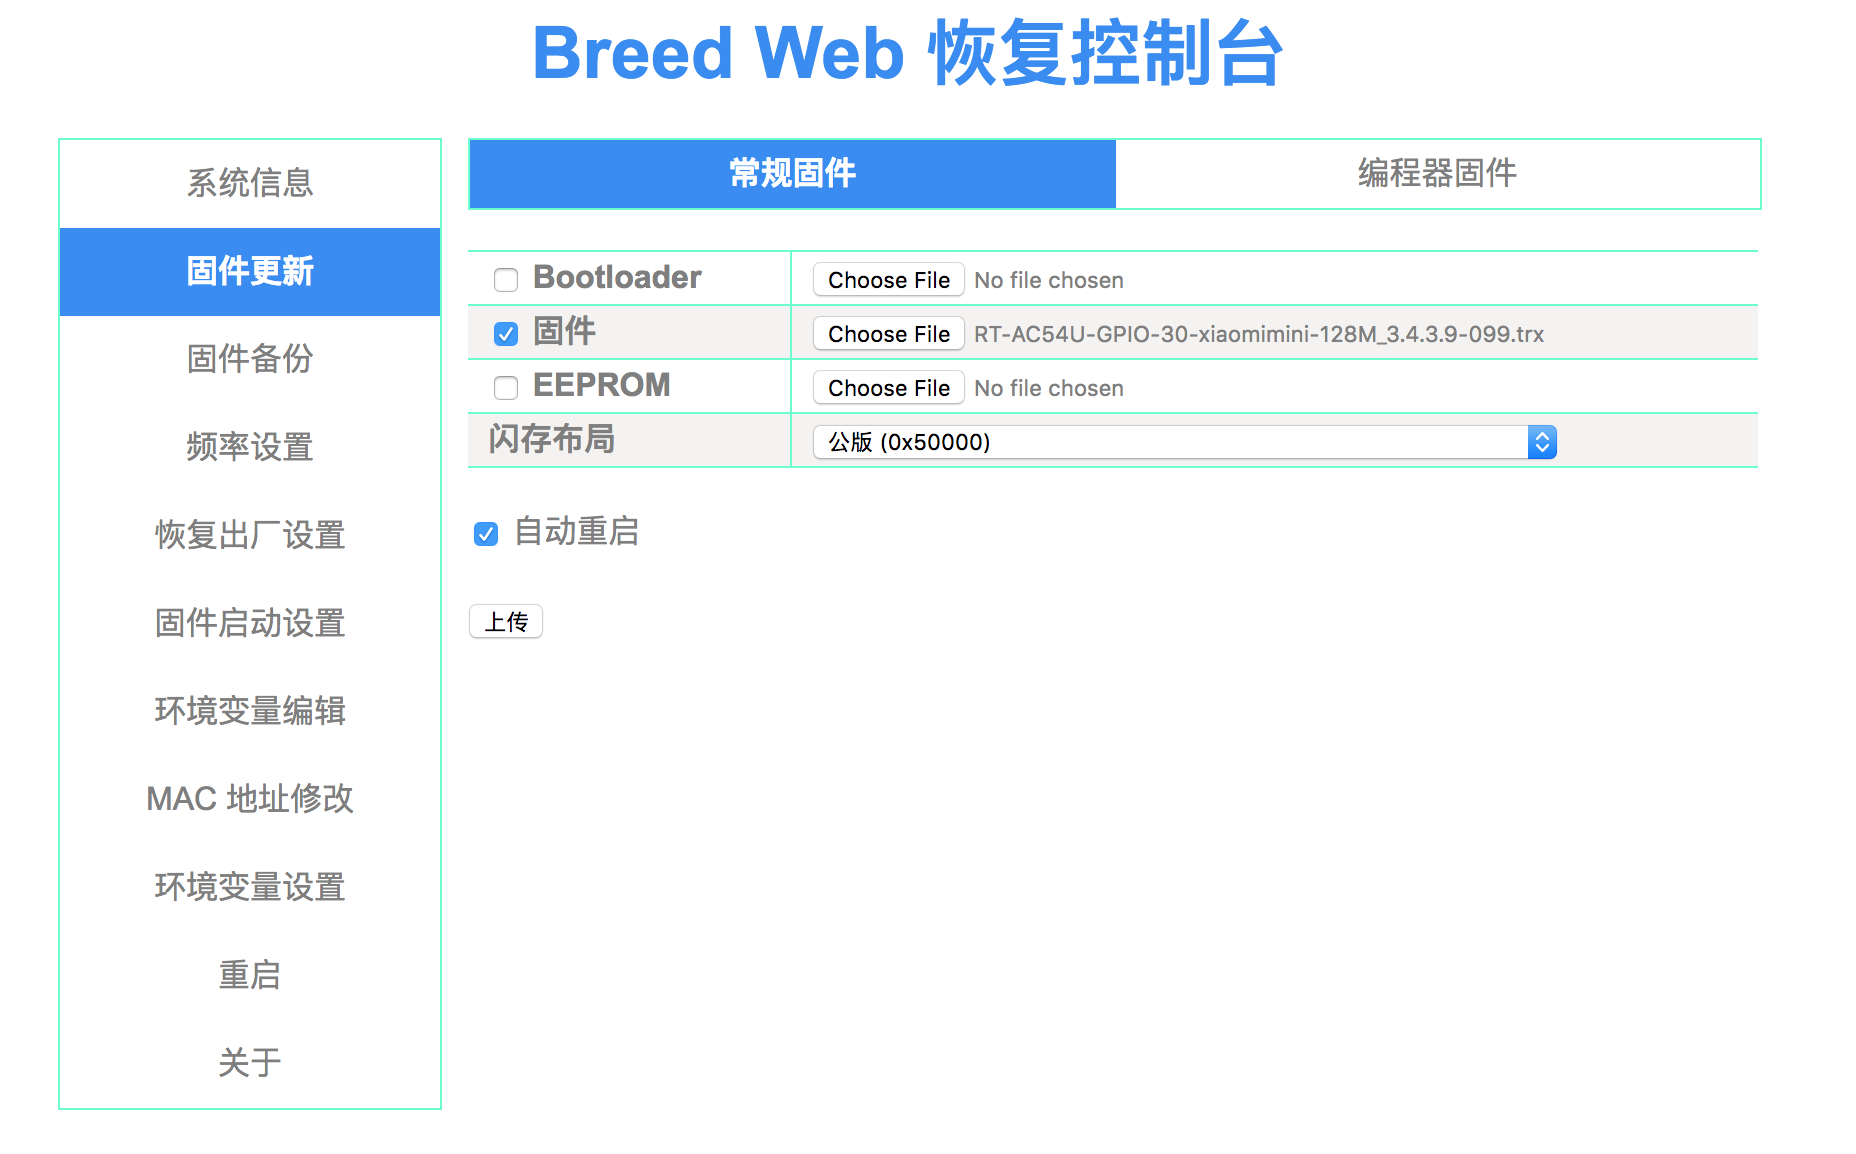 Breed Web 恢复控制台
系统信息
固件更新
固件备份
频率设置
恢复出厂设置
固件启动设置
环境变量编辑
MAC 地址修改
环境变量设置
重启
关于
常规固件 编程器固件
Bootloader Choose File No file chosen
固件 Choose File RT-AC54U-GPIO-30-xiaomimini-128M_3.4.3.9-099.trx
EEPROM Choose File No file chosen
闪存布局 公版 (0x50000)
自动重启
上传